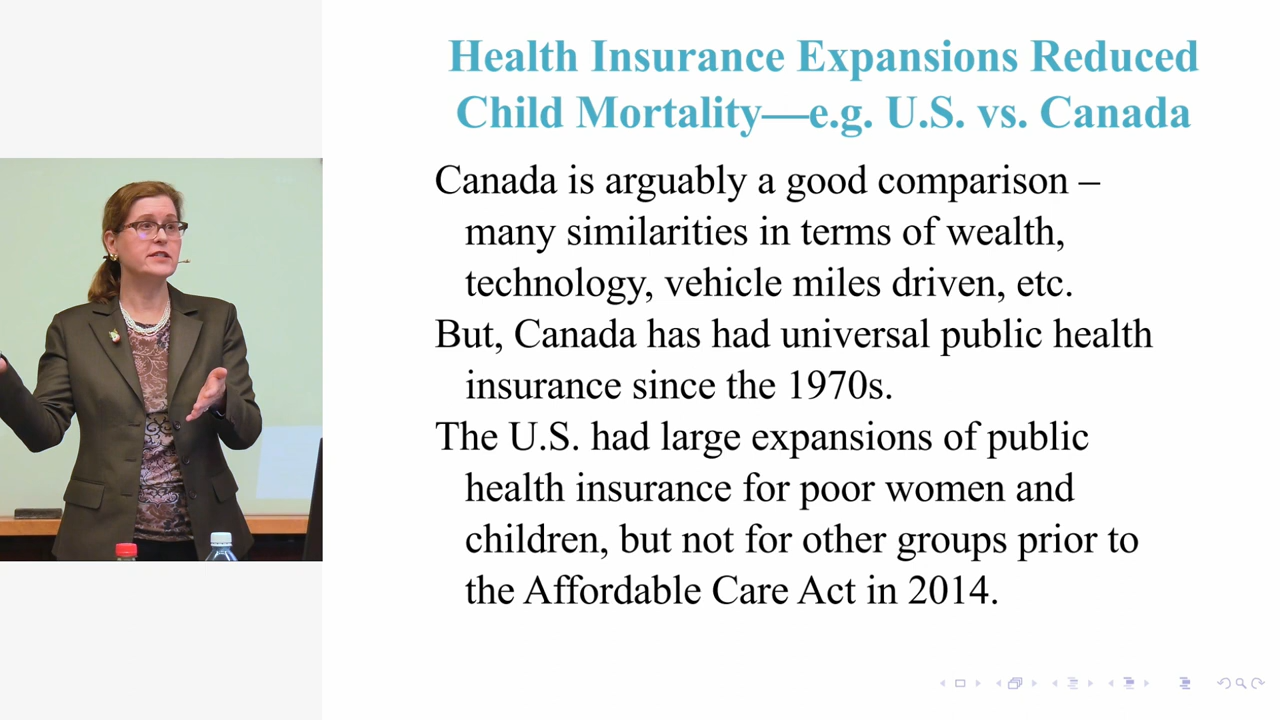 Health Insurance Expansions Reduced
Child Mortality—e.g. U.S. vs. Canada
Canada is arguably a good comparison –
many similarities in terms of wealth,
technology, vehicle miles driven, etc.
But, Canada has had universal public health
insurance since the 1970s.
The U.S. had large expansions of public
health insurance for poor women and
children, but not for other groups prior to
the Affordable Care Act in 2014.